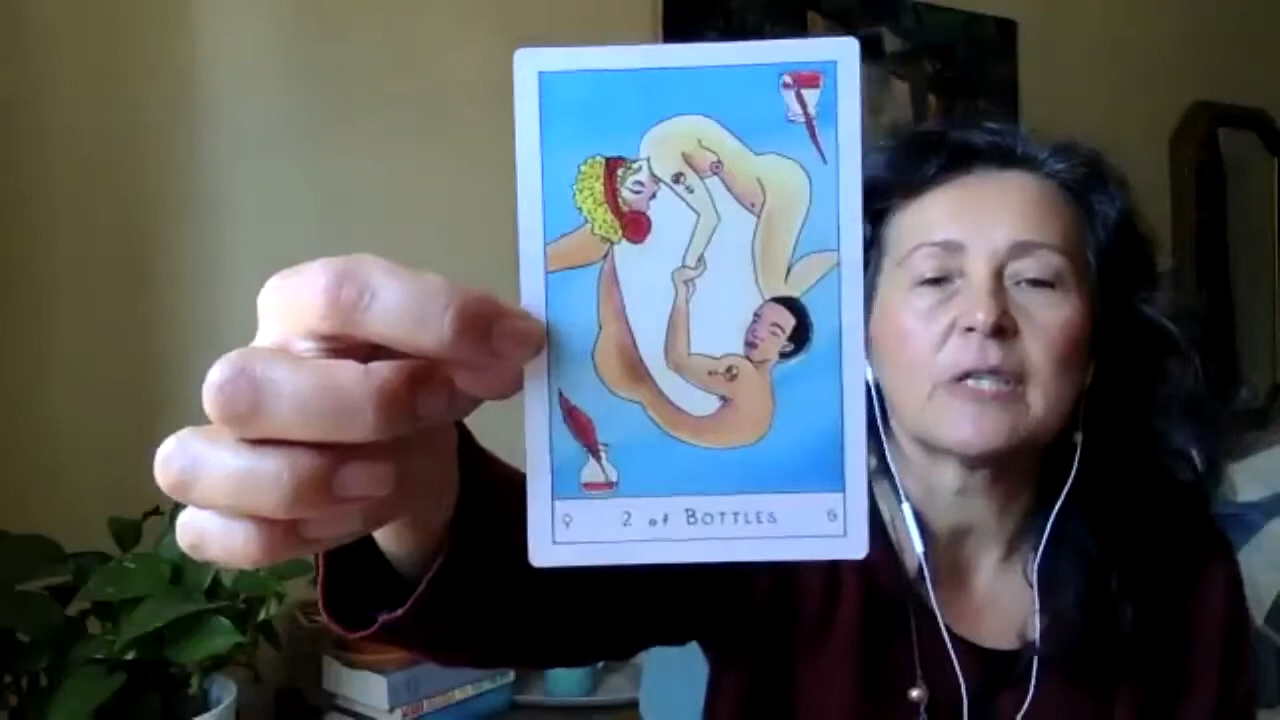 ♀ 2 of BOTTLES ♋